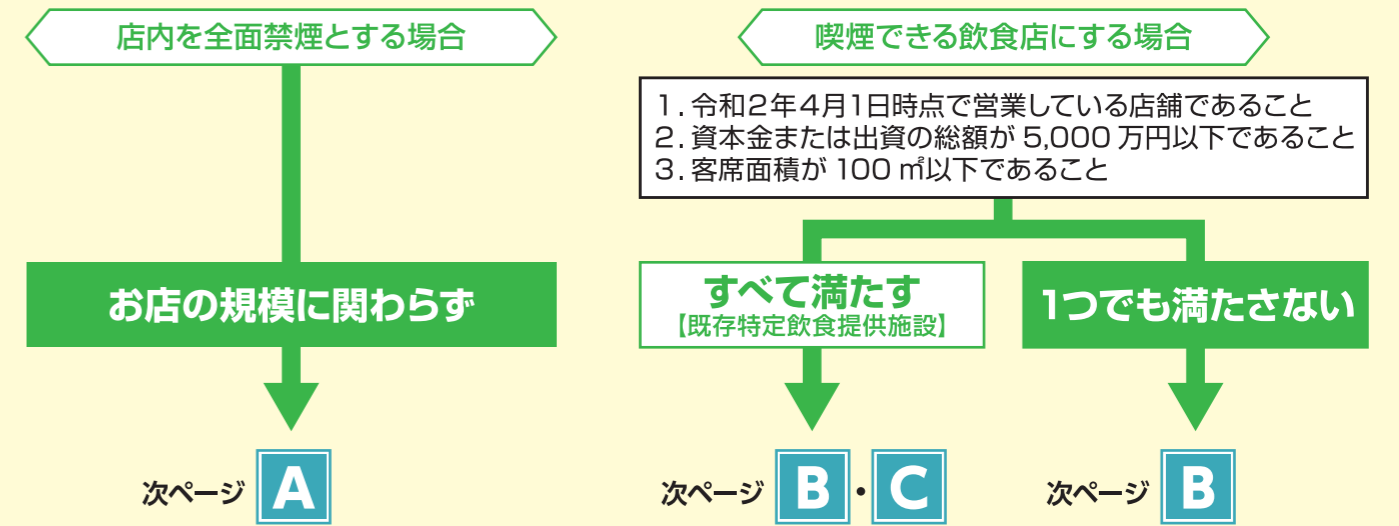 店内を全面禁煙とする場合
お店の規模に関わらず
次ページ A
喫煙できる飲食店にする場合
1. 令和2年4月1日時点で営業している店舗であること
2. 資本金または出資の総額が 5,000 万円以下であること
3. 客席面積が 100 ㎡以下であること
すべて満たす
【既存特定飲食提供施設】
次ページ B・C
1つでも満たさない
次ページ B